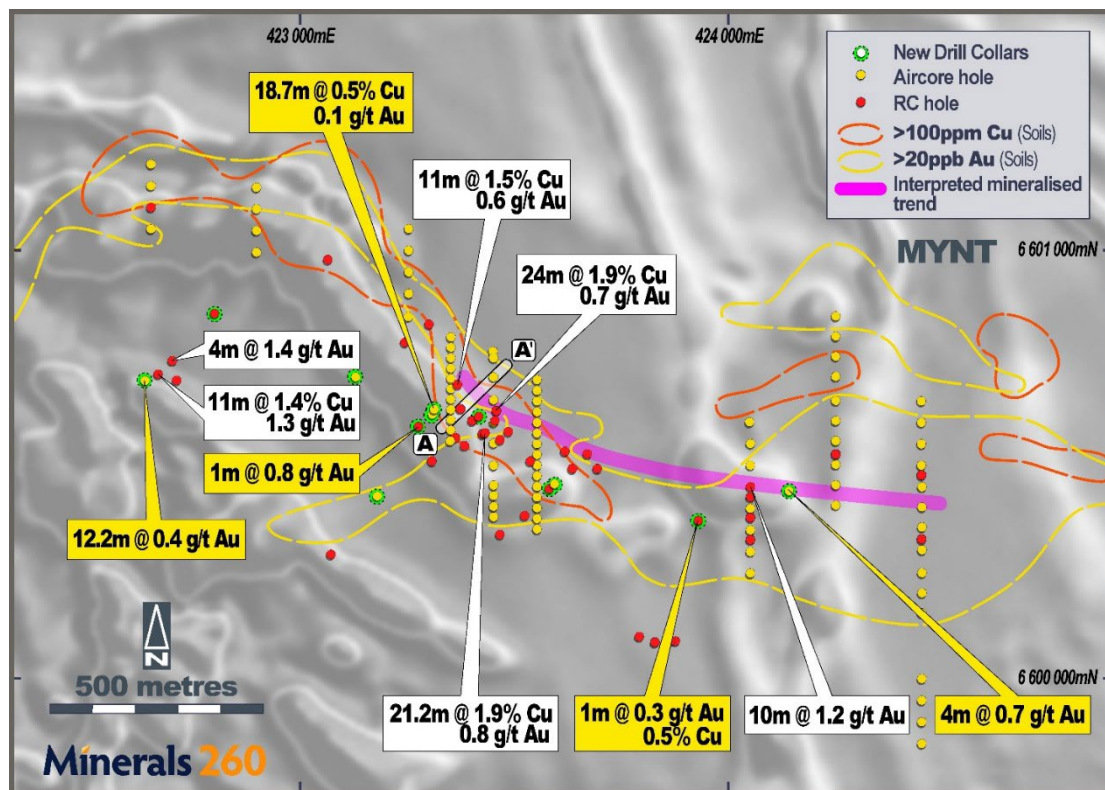 423 000mE
424 000mE
New Drill Collars
Aircore hole
RC hole
>100ppm Cu (Soils)
>20ppb Au (Soils)
Interpreted mineralised
trend
18.7m @ 0.5% Cu
0.1 g/t Au
11m @ 1.5% Cu
0.6 g/t Au
MYNT
6 601 000mN
24m @ 1.9% Cu
0.7 g/t Au
4m @ 1.4 g/t Au
A'
11m @ 1.4% Cu
1.3 g/t Au
A
1m @ 0.8 g/t Au
12.2m @ 0.4 g/t Au
N
500 metres
6 600 000mN
21.2m @ 1.9% Cu
0.8 g/t Au
1m @ 0.3 g/t Au
0.5% Cu
10m @ 1.2 g/t Au
4m @ 0.7 g/t Au
Minerals 260